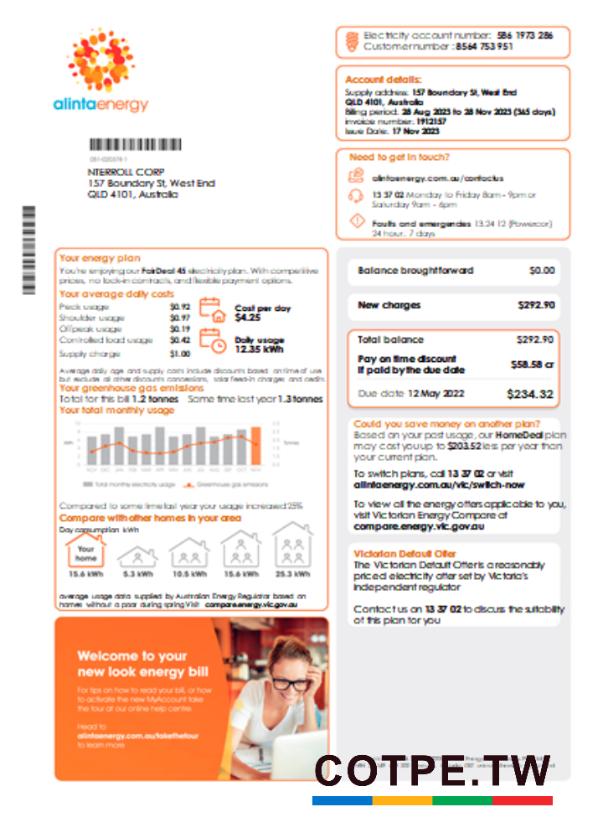 alintaenergy
Electricity account number: 586 1973 286
Customer number : 8564 753 951
Account details:
Supply address: 157 Boundary St, West End
QLD 4101, Australia
Billing period: 28 Aug 2023 to 28 Nov 2023 (365 days)
Invoice number: 1912157
Issue Date: 17 Nov 2023
NTERROLL CORP
157 Boundary St, West End
QLD 4101, Australia
Need to get in touch?
alintaenergy.com.au/contactus
13 37 02 Monday to Friday 8am - 9pm or
Saturday 9am - 6pm
Faults and emergencies 13 24 12 (Powercor)
24 hour. 7 days
Your energy plan
You're enjoying our FairDeal 45 electricity plan. With competitive
prices, no lock-in contracts, and flexible payment options.
Your average daily costs
Peck usage $0.92
Shoulder usage $0.97
Offpeak usage $0.19
Controlled load usage $0.42
Supply charge $1.00
Cost per day
$4.25
Daily usage
12.35 kWh
Average daily age and supply costs include discounts based on time of use
but exclude all other discounts concessions, solar feed-in charges and credits
Your greenhouse gas emissions
Total for this bill 1.2 tonnes Same time last year 1.3 tonnes
Your total monthly usage
kWh
Tonnes
Total monthly electricity usage Greenhouse gas emissions
Compared to some time last year your usage increased 25%
Compare with other homes in your area
Day consumption kWh
Your
home
15.6 kWh 5.3 kWh 10.5 kWh 15.6 kWh 25.3 kWh
average usage data supplied by Australian Energy Regulator based on
homes without a poor during spring Visit compare.energy.vic.gov.au
Balance brought forward $0.00
New charges $292.90
Total balance $292.90
Pay on time discount
if paid by the due date $58.58 cr
Due date 12 May 2022 $234.32
Could you save money on another plan?
Based on your past usage, our HomeDeal plan
may cost you up to $203.52 less per year than
your current plan.
To switch plans, call 13 37 02 or visit
alintaenergy.com.au/vic/switch-now
To view all the energy offers applicable to you,
visit Victorian Energy Compare at
compare.energy.vic.gov.au
Victorian Default Offer
The Victorian Default Offer is a reasonably
priced electricity offer set by Victoria's
independent regulator
Contact us on 13 37 02 to discuss the suitability
of this plan for you
Welcome to your
new look energy bill
For tips on how to read your bill, or how
to activate the new MyAccount take
the tour at our online help centre
Head to
alintaenergy.com.au/takethetour
to learn more
COTPE.TW